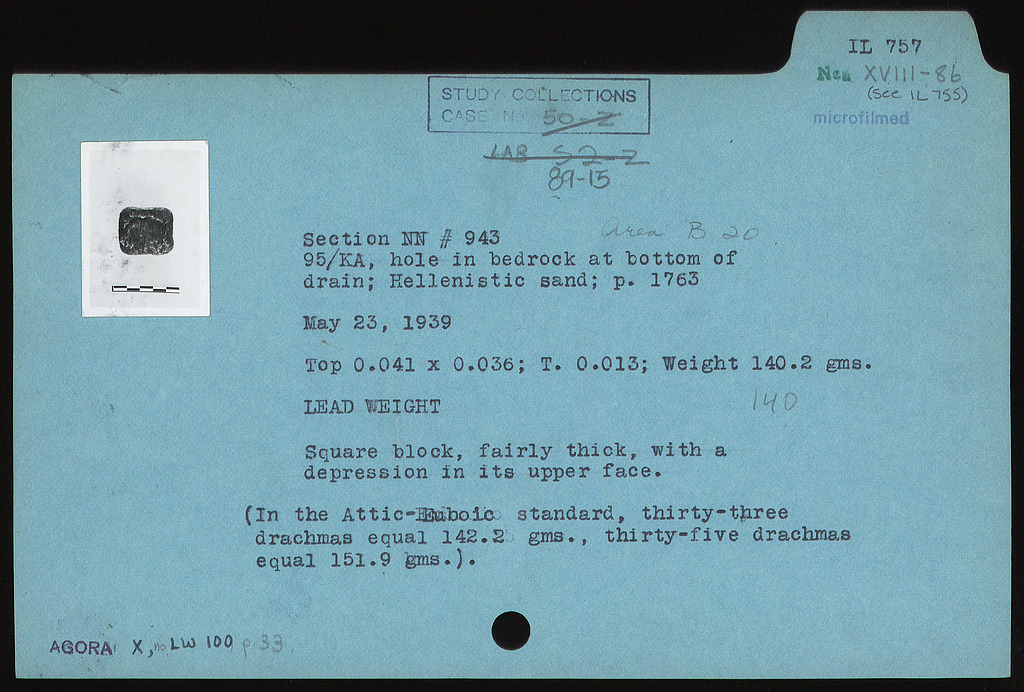 IL 757
Neg XVIII-86
(see IL 755)
microfilmed
STUDY COLLECTIONS
CASE No 50-Z
LAB S2-Z
89-15
Area B 20
Section NN # 943
95/KA, hole in bedrock at bottom of
drain; Hellenistic sand; p. 1763
May 23, 1939
Top 0.041 x 0.036; T. 0.013; Weight 140.2 gms.
LEAD WEIGHT
140
Square block, fairly thick, with a
depression in its upper face.
(In the Attic-Euboic standard, thirty-three
drachmas equal 142.2 gms., thirty-five drachmas
equal 151.9 gms.).
AGORA X, no LW 100 p. 33